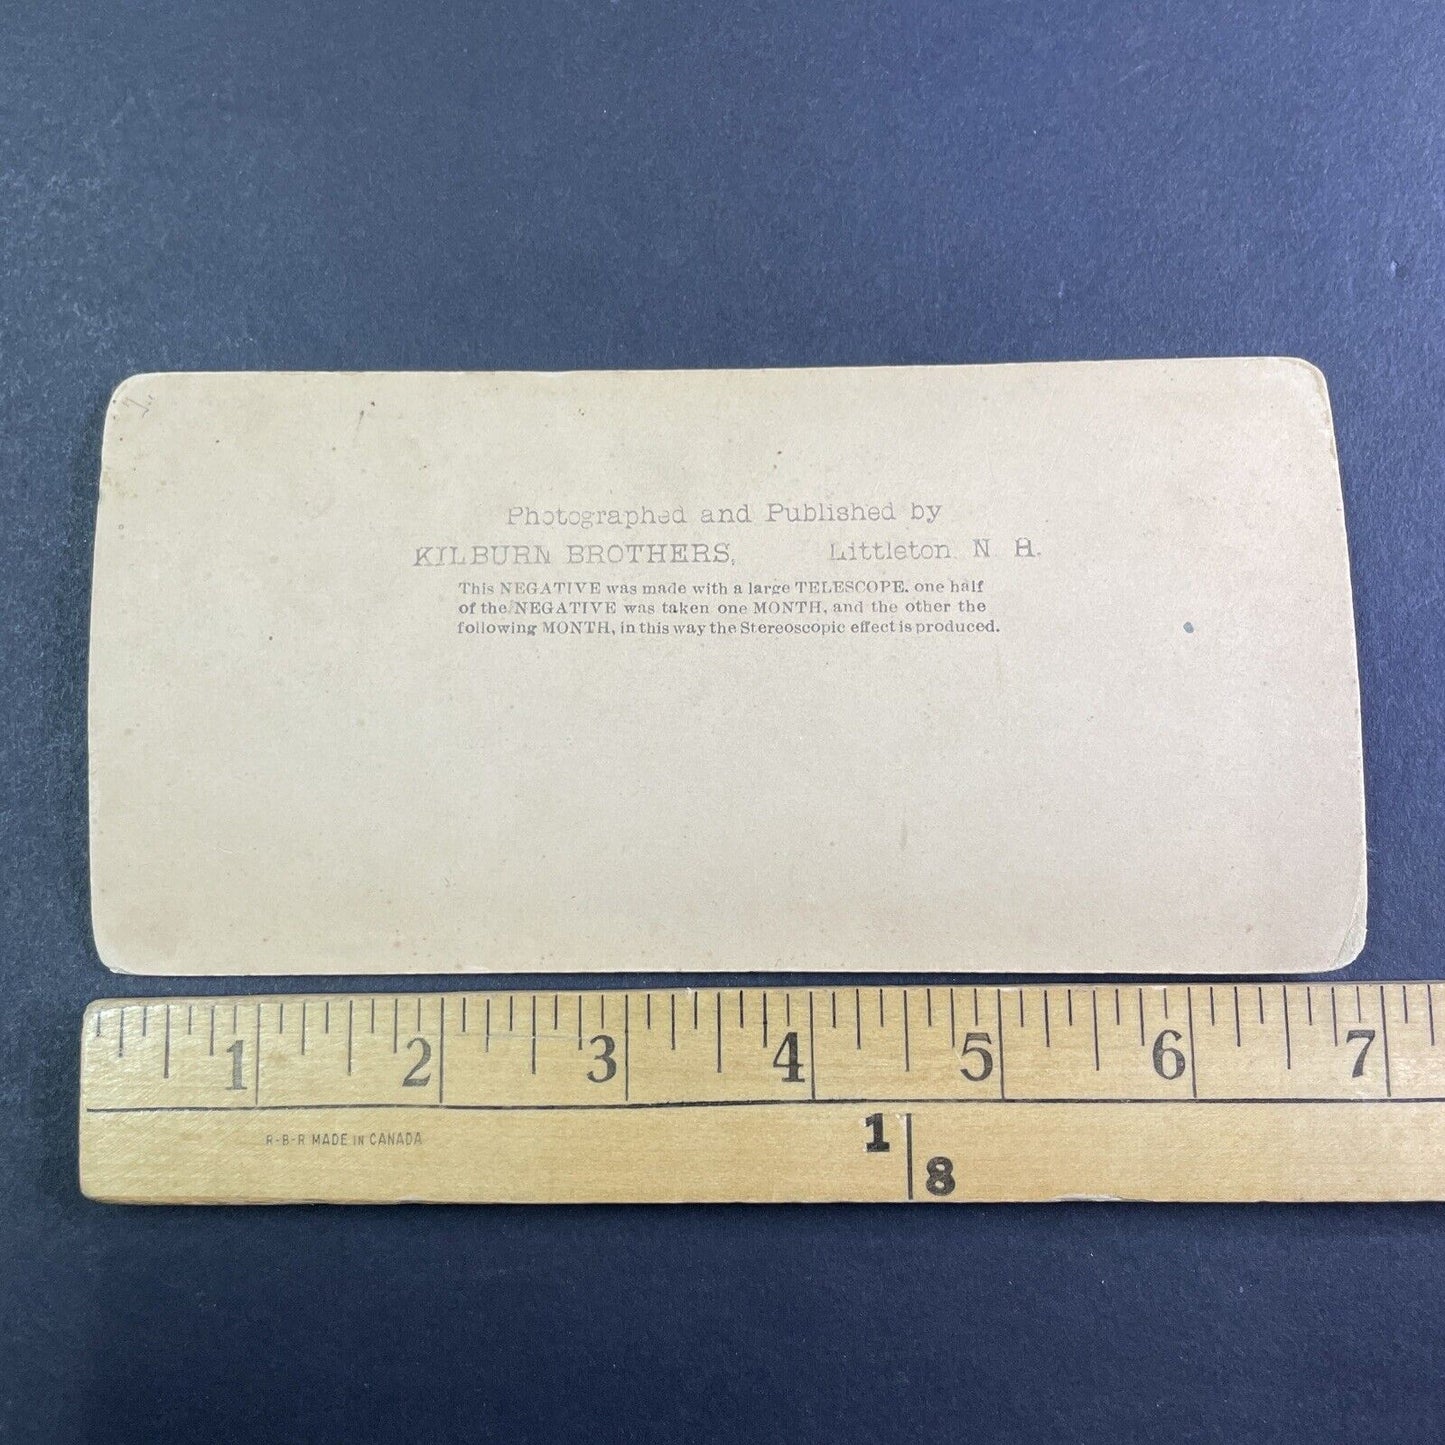 Photographed and Published by
KILBURN BROTHERS, Littleton N. H.
This NEGATIVE was made with a large TELESCOPE. one half
of the NEGATIVE was taken one MONTH, and the other the
following MONTH, in this way the Stereoscopic effect is produced.
1 2 3 4 5 6 7
R-B-R MADE IN CANADA
1
8